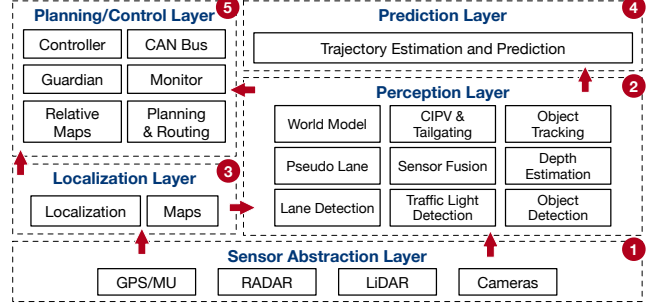 Planning/Control Layer
5
Controller
CAN Bus
Guardian
Monitor
Relative
Maps
Planning
& Routing
Prediction Layer
4
Trajectory Estimation and Prediction
2
Perception Layer
World Model
CIPV &
Tailgating
Object
Tracking
Pseudo Lane
Sensor Fusion
Depth
Estimation
Lane Detection
Traffic Light
Detection
Object
Detection
3
Localization Layer
Localization
Maps
1
Sensor Abstraction Layer
GPS/MU
RADAR
LiDAR
Cameras